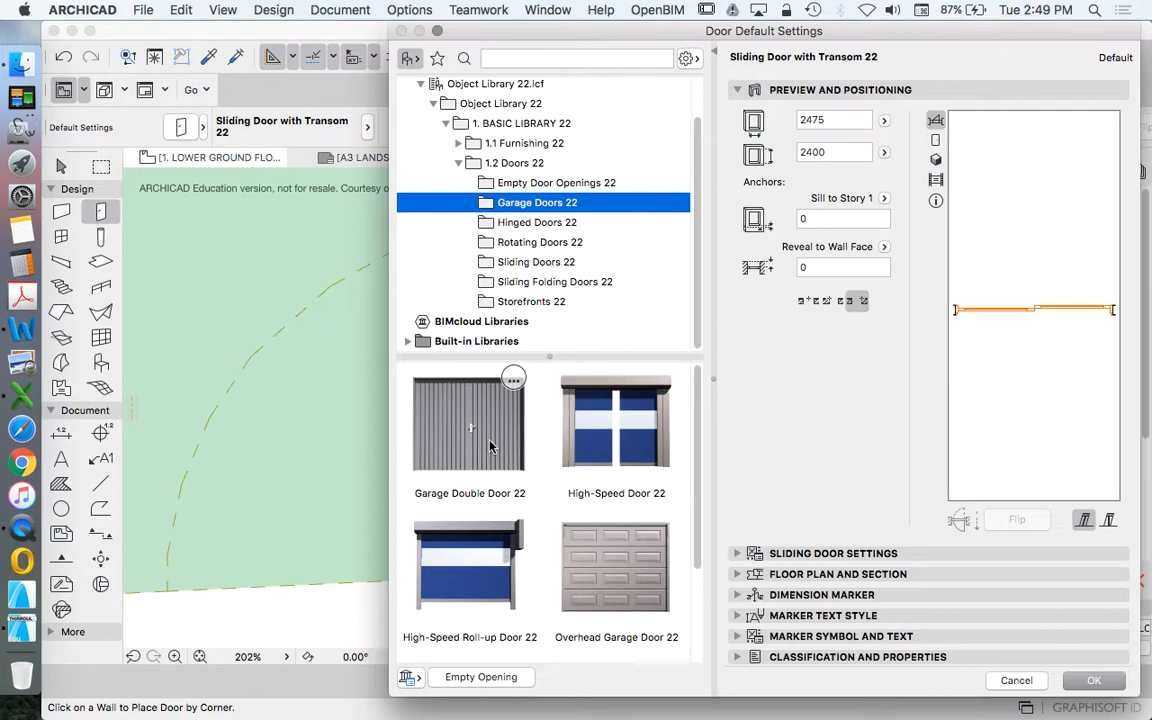 ARCHICAD File Edit View Design Document Options Teamwork Window Help OpenBIM 87% Tue 2:49 PM
Door Default Settings
Go
Default Settings
Sliding Door with Transom 22
[1. LOWER GROUND FLO...
[A3 LANDS
Design
Document
More
ARCHICAD Education version, not for resale. Courtesy o
202%
0.00°
Click on a Wall to Place Door by Corner.
Object Library 22.lcf
Object Library 22
1. BASIC LIBRARY 22
1.1 Furnishing 22
1.2 Doors 22
Empty Door Openings 22
Garage Doors 22
Hinged Doors 22
Rotating Doors 22
Sliding Doors 22
Sliding Folding Doors 22
Storefronts 22
BIMcloud Libraries
Built-in Libraries
Garage Double Door 22
High-Speed Door 22
High-Speed Roll-up Door 22
Overhead Garage Door 22
Empty Opening
Sliding Door with Transom 22
Default
PREVIEW AND POSITIONING
2475
2400
Anchors:
Sill to Story 1
0
Reveal to Wall Face
0
Flip
SLIDING DOOR SETTINGS
FLOOR PLAN AND SECTION
DIMENSION MARKER
MARKER TEXT STYLE
MARKER SYMBOL AND TEXT
CLASSIFICATION AND PROPERTIES
Cancel
OK
GRAPHISOFT ID